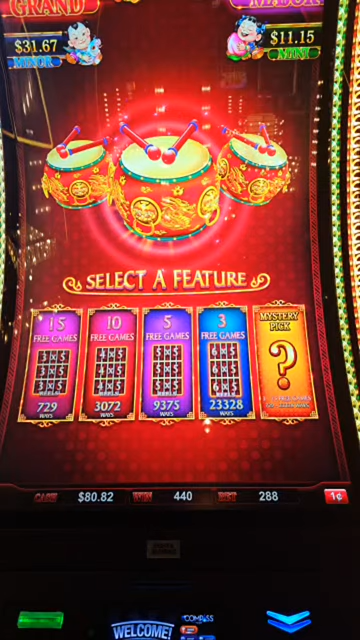 GRAND
$31.67
MINOR
$11.15
MINI
SELECT A FEATURE
15
FREE GAMES
729
WAYS
10
FREE GAMES
3072
WAYS
5
FREE GAMES
9375
WAYS
3
FREE GAMES
23328
WAYS
MYSTERY
PICK
?
CASH $80.82 WIN 440 BET 288 1¢
WELCOME!
COMPASS